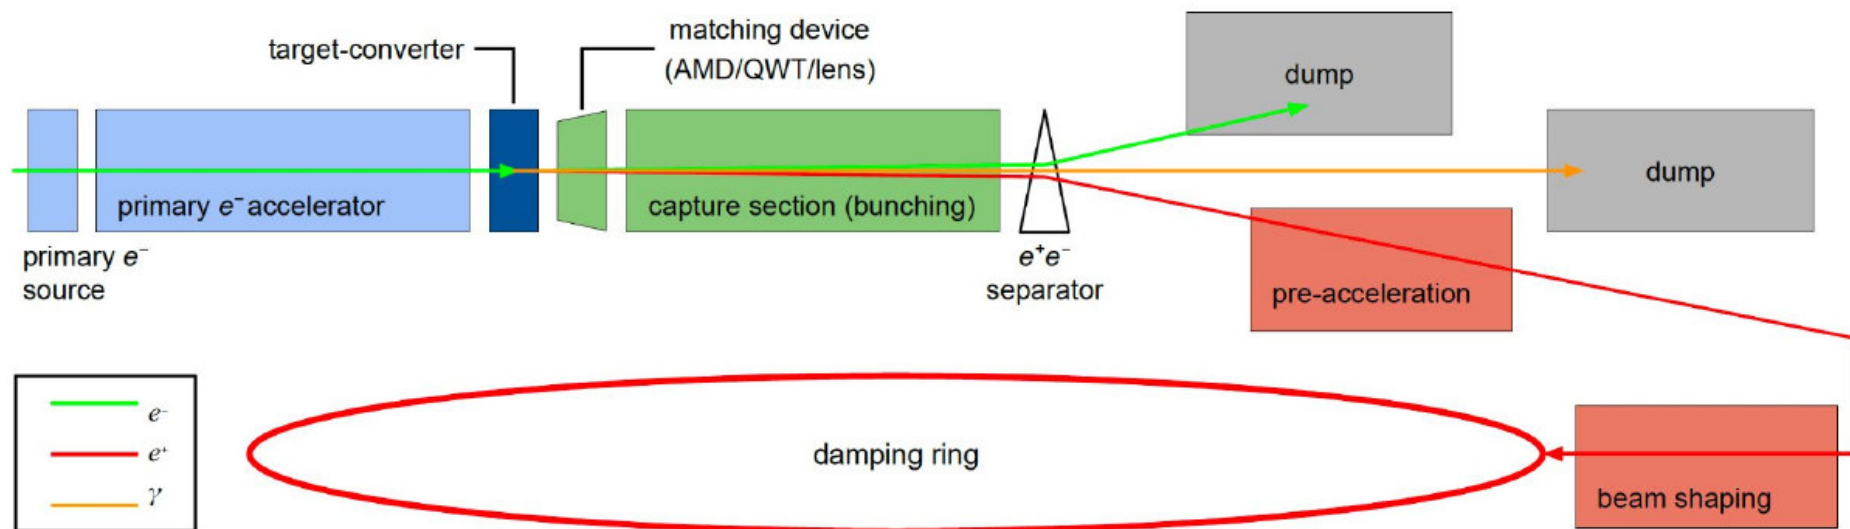 target-converter
matching device
(AMD/QWT/lens)
dump
primary e⁻ accelerator
capture section (bunching)
dump
primary e⁻
source
e⁺e⁻
separator
pre-acceleration
e⁻
e⁺
γ
damping ring
beam shaping